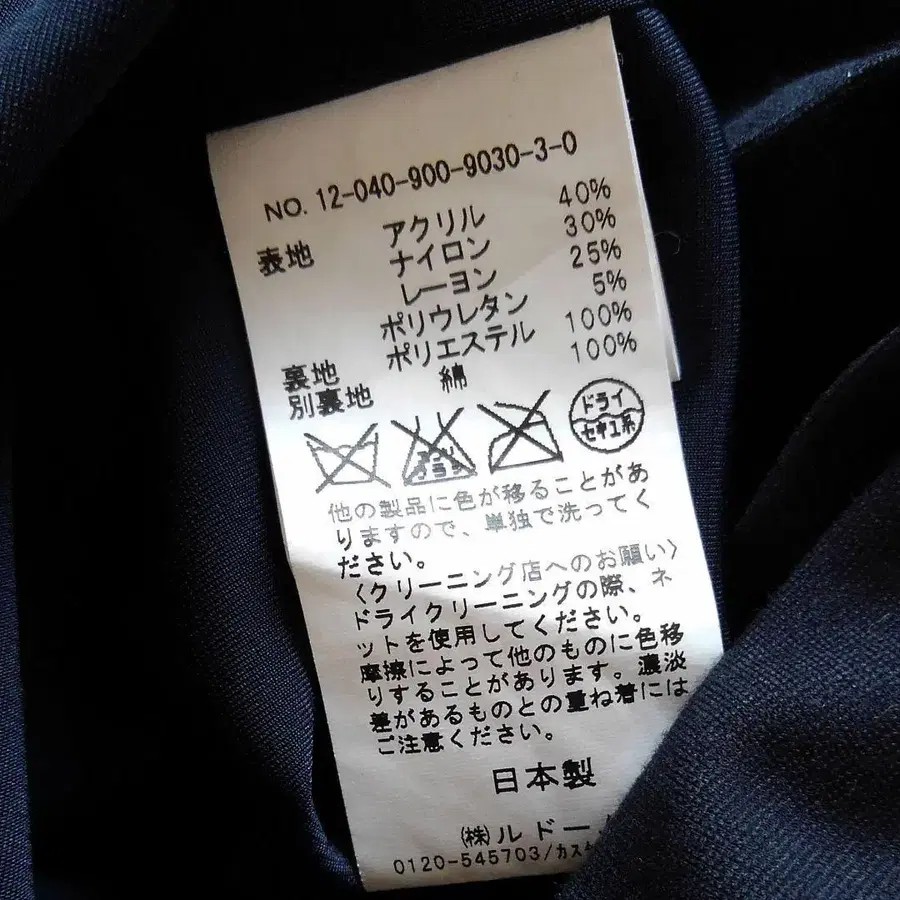 NO. 12-040-900-9030-3-0
表地 アクリル 40%
ナイロン 30%
レーヨン 25%
ポリウレタン 5%
裏地 ポリエステル 100%
別裏地 綿 100%
エンソ
サラシ
ドライ
セキユ系
他の製品に色が移ることがあ
りますので、単独で洗ってく
ださい。
〈クリーニング店へのお願い〉
ドライクリーニングの際、ネ
ットを使用してください。
摩擦によって他のものに色移
りすることがあります。濃淡
差があるものとの重ね着には
ご注意ください。
日本製
㈱ルドー
0120-545703/カス